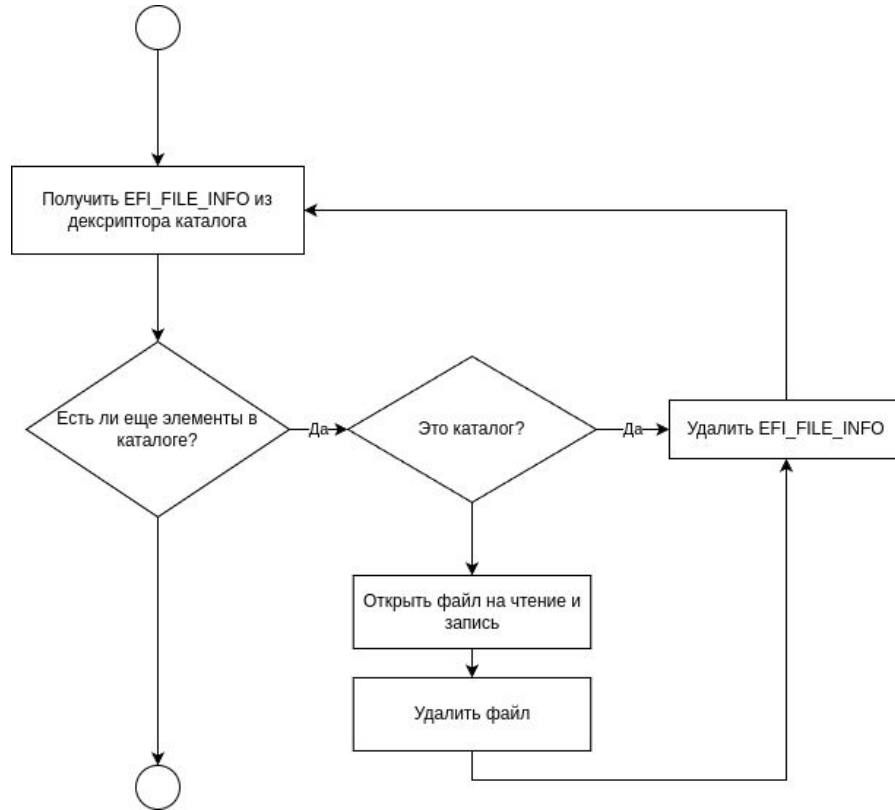 Получить EFI_FILE_INFO из
дексриптора каталога
Есть ли еще элементы в
каталоге?
Да
Это каталог?
Да
Удалить EFI_FILE_INFO
Открыть файл на чтение и
запись
Удалить файл